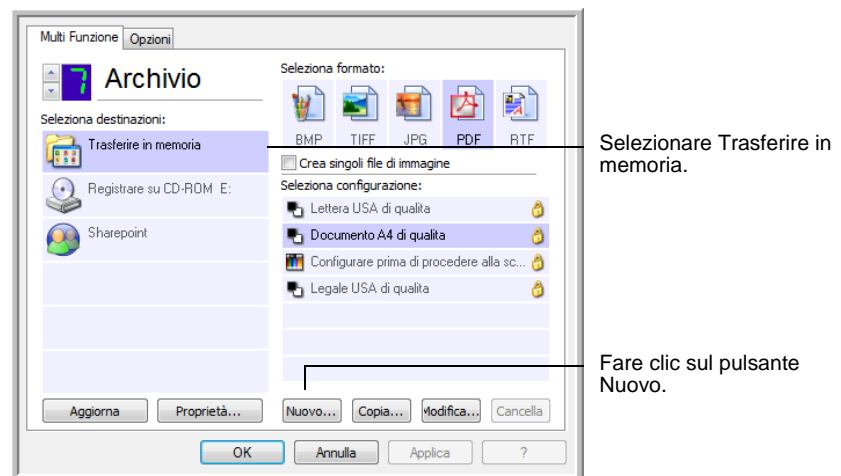 Multi Funzione
Opzioni
7
Archivio
Seleziona destinazioni:
Trasferire in memoria
Registrare su CD-ROM E:
Sharepoint
Aggiorna
Proprietà...
Seleziona formato:
BMP
TIFF
JPG
PDF
RTF
Crea singoli file di immagine
Seleziona configurazione:
Lettera USA di qualita
Documento A4 di qualita
Configurare prima di procedere alla sc...
Legale USA di qualita
Nuovo...
Copia...
Modifica...
Cancella
OK
Annulla
Applica
?
Selezionare Trasferire in
memoria.
Fare clic sul pulsante
Nuovo.